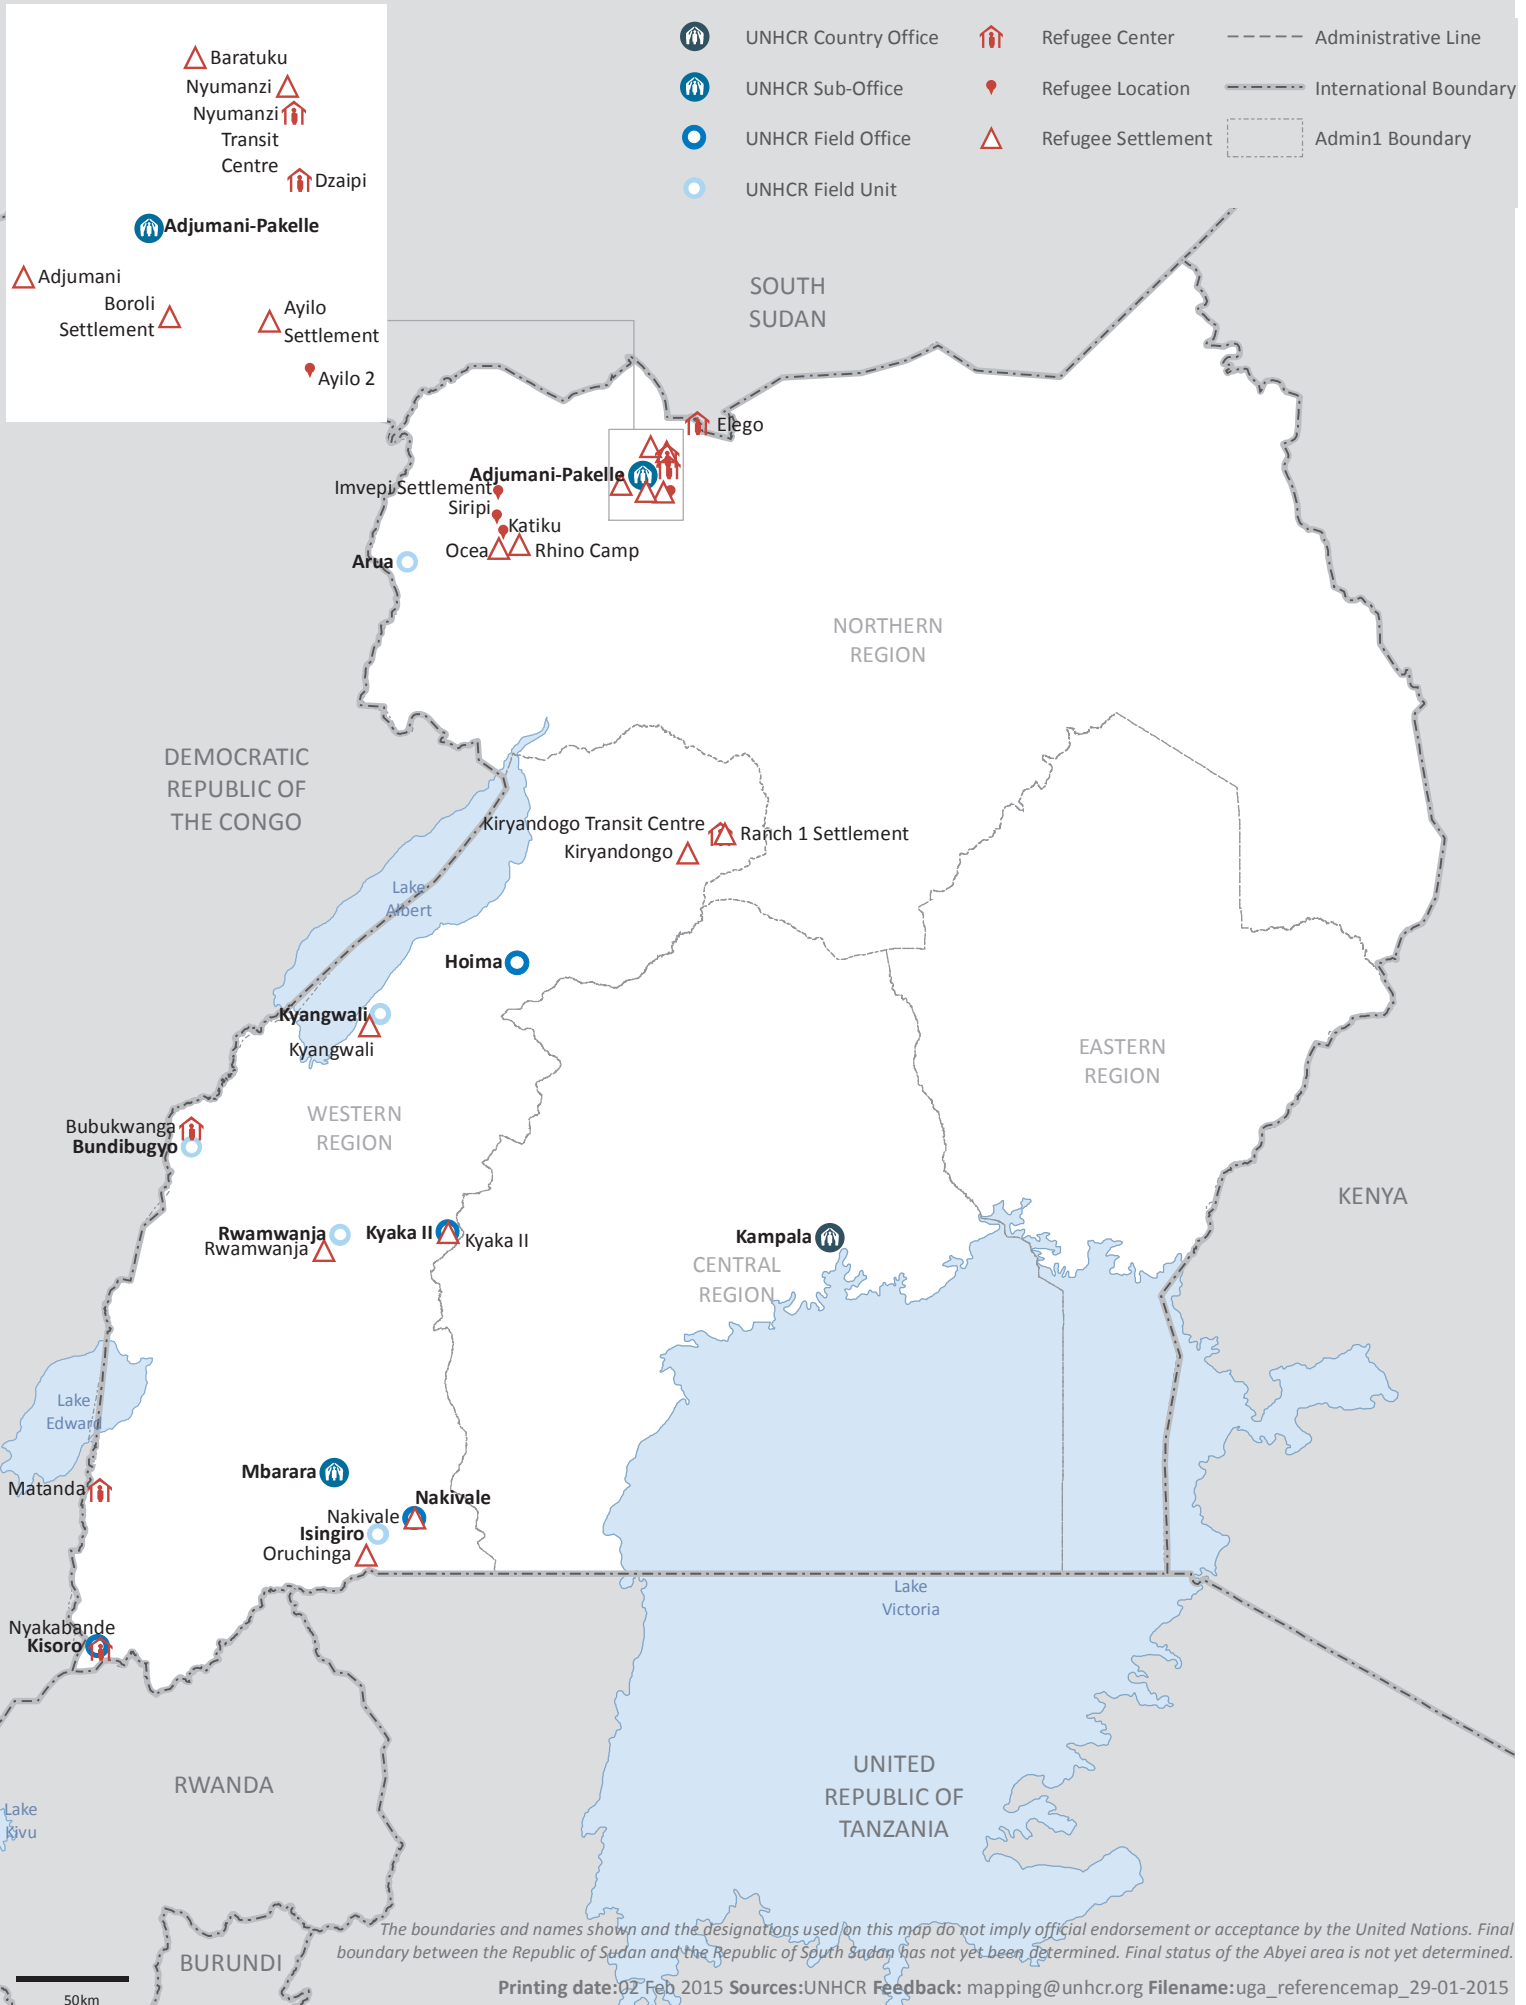 Baratuku
Nyumanzi
Nyumanzi
Transit
Centre
Dzaipi
Adjumani-Pakelle
Adjumani
Boroli
Settlement
Ayilo
Settlement
Ayilo 2
UNHCR Country Office
Refugee Center
Administrative Line
UNHCR Sub-Office
Refugee Location
International Boundary
UNHCR Field Office
Refugee Settlement
Admin1 Boundary
UNHCR Field Unit
SOUTH
SUDAN
Elego
Adjumani-Pakelle
Imvepi Settlement
Siripi
Katiku
Ocea
Rhino Camp
Arua
NORTHERN
REGION
DEMOCRATIC
REPUBLIC OF
THE CONGO
Kiryandogo Transit Centre
Ranch 1 Settlement
Kiryandongo
Lake
Albert
Hoima
Kyangwali
Kyangwali
EASTERN
REGION
WESTERN
REGION
Bubukwanga
Bundibugyo
KENYA
Rwamwanja
Rwamwanja
Kyaka II
Kyaka II
Kampala
CENTRAL
REGION
Lake
Edward
Mbarara
Matanda
Nakivale
Nakivale
Isingiro
Oruchinga
Lake
Victoria
Nyakabande
Kisoro
RWANDA
UNITED
REPUBLIC OF
TANZANIA
Lake
Kivu
BURUNDI
The boundaries and names shown and the designations used on this map do not imply official endorsement or acceptance by the United Nations. Final
boundary between the Republic of Sudan and the Republic of South Sudan has not yet been determined. Final status of the Abyei area is not yet determined.
Printing date:02 Feb 2015 Sources:UNHCR Feedback: mapping@unhcr.org Filename:uga_referencemap_29-01-2015
50km